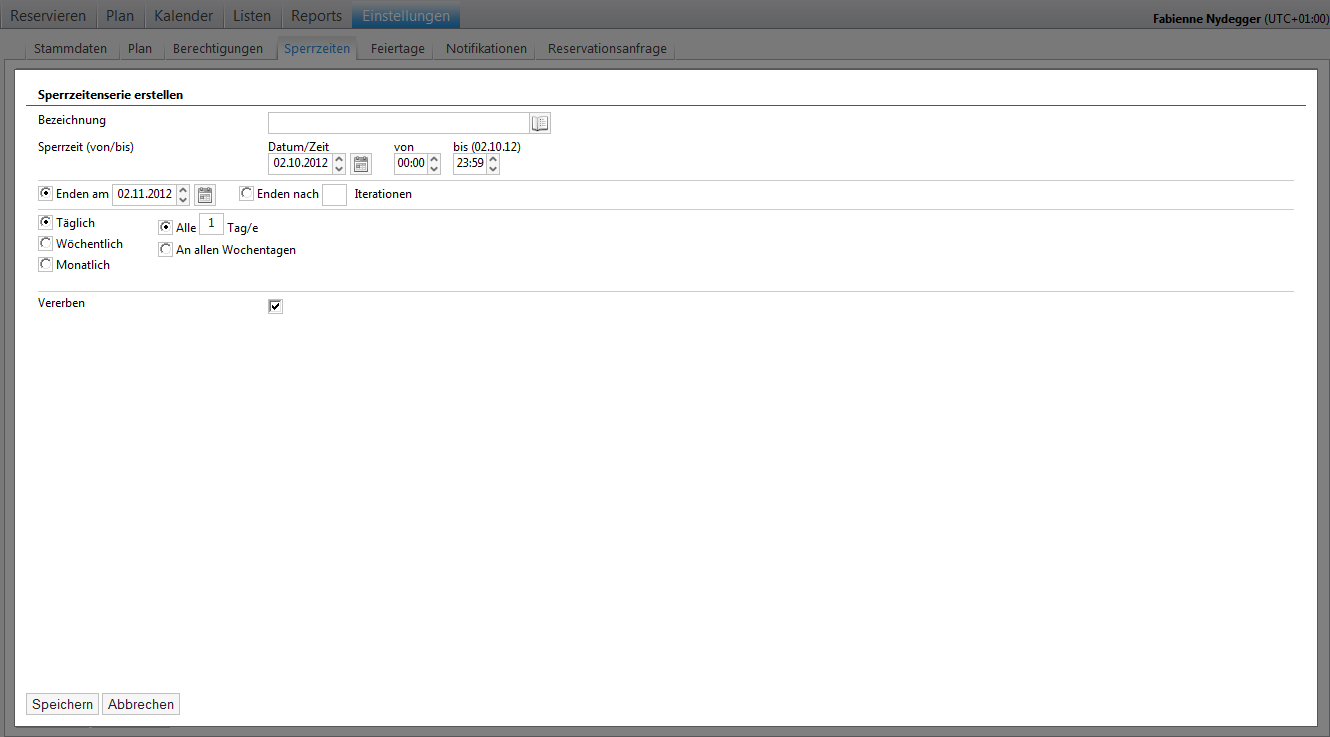 Reservieren Plan Kalender Listen Reports Einstellungen Fabienne Nydegger (UTC+01:00)
Stammdaten Plan Berechtigungen Sperrzeiten Feiertage Notifikationen Reservationsanfrage
Sperrzeitenserie erstellen
Bezeichnung
Sperrzeit (von/bis) Datum/Zeit von bis (02.10.12)
02.10.2012 00:00 23:59
Enden am 02.11.2012 Enden nach Iterationen
Täglich Alle 1 Tag/e
Wöchentlich An allen Wochentagen
Monatlich
Vererben
Speichern Abbrechen